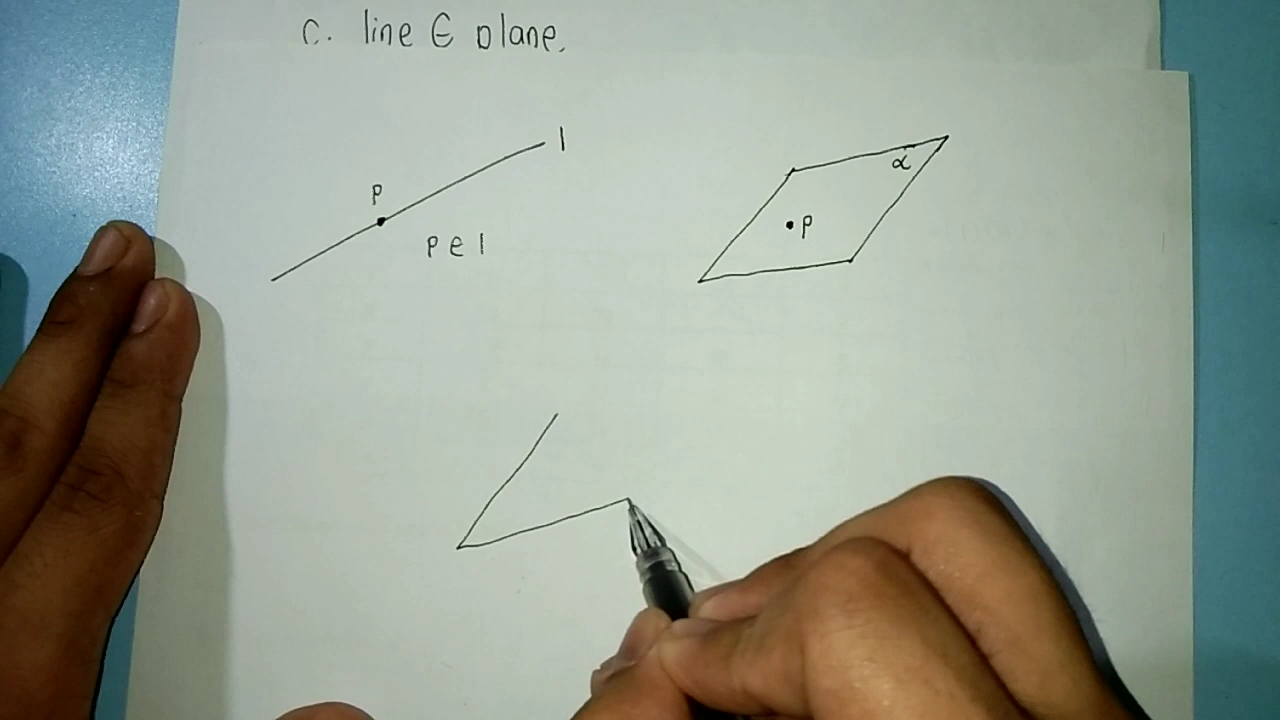 C. line ∈ plane.
l
P
P ∈ l
α
P